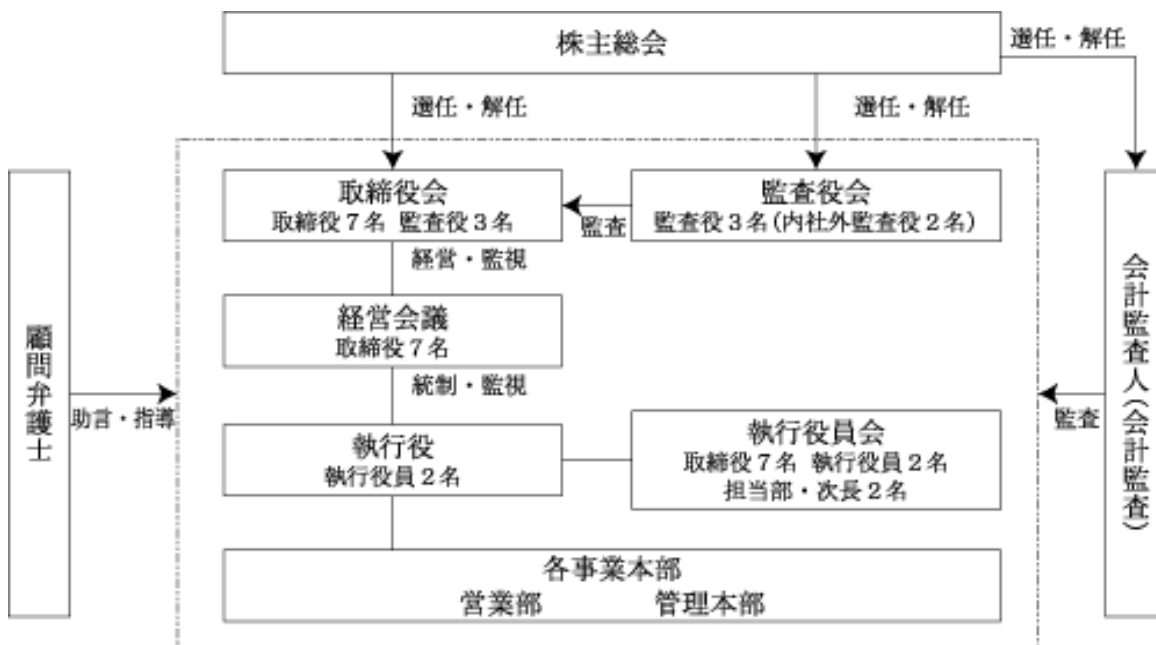 株主総会
選任・解任
選任・解任
選任・解任
取締役会
取締役7名 監査役3名
監査
監査役会
監査役3名(内社外監査役2名)
経営・監視
経営会議
取締役7名
統制・監視
顧問弁護士
助言・指導
執行役
執行役員2名
執行役員会
取締役7名 執行役員2名
担当部・次長2名
監査
会計監査人(会計監査)
各事業本部
営業部 管理本部